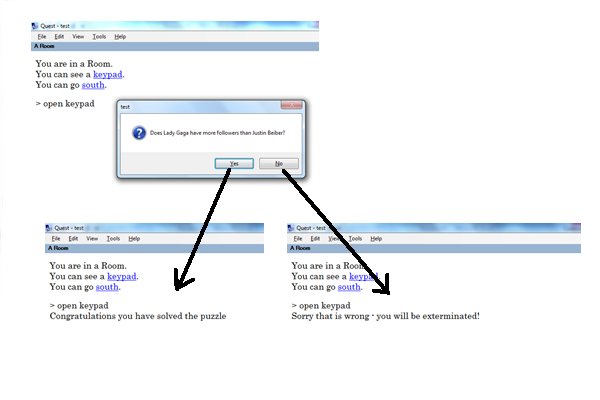 Quest - test
File Edit View Tools Help
A Room
You are in a Room.
You can see a keypad.
You can go south.
> open keypad
test
Does Lady Gaga have more followers than Justin Beiber?
Yes No
Quest - test
File Edit View Tools Help
A Room
You are in a Room.
You can see a keypad.
You can go south.
> open keypad
Congratulations you have solved the puzzle
Quest - test
File Edit View Tools Help
A Room
You are in a Room.
You can see a keypad.
You can go south.
> open keypad
Sorry that is wrong - you will be exterminated!